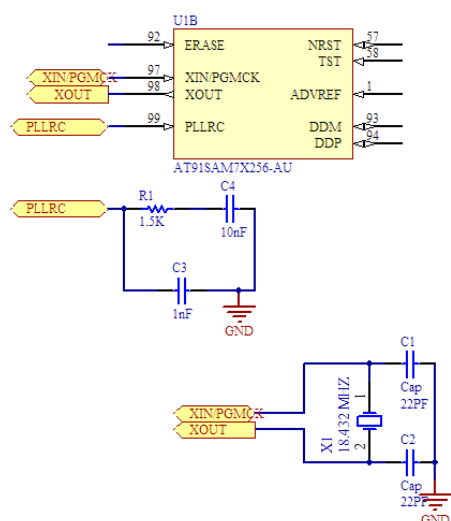 U1B
92 ERASE NRST 57
TST 58
XIN/PGMCK 97 XIN/PGMCK
XOUT 98 XOUT ADVREF 1
PLLRC 99 PLLRC DDM 93
DDP 94
AT91SAM7X256-AU
PLLRC R1 C4
1.5K 10nF
C3
1nF
GND
C1
XIN/PGMCK X1 18.432 MHZ 1 2 Cap
22PF
XOUT
C2
Cap
22PF
GND